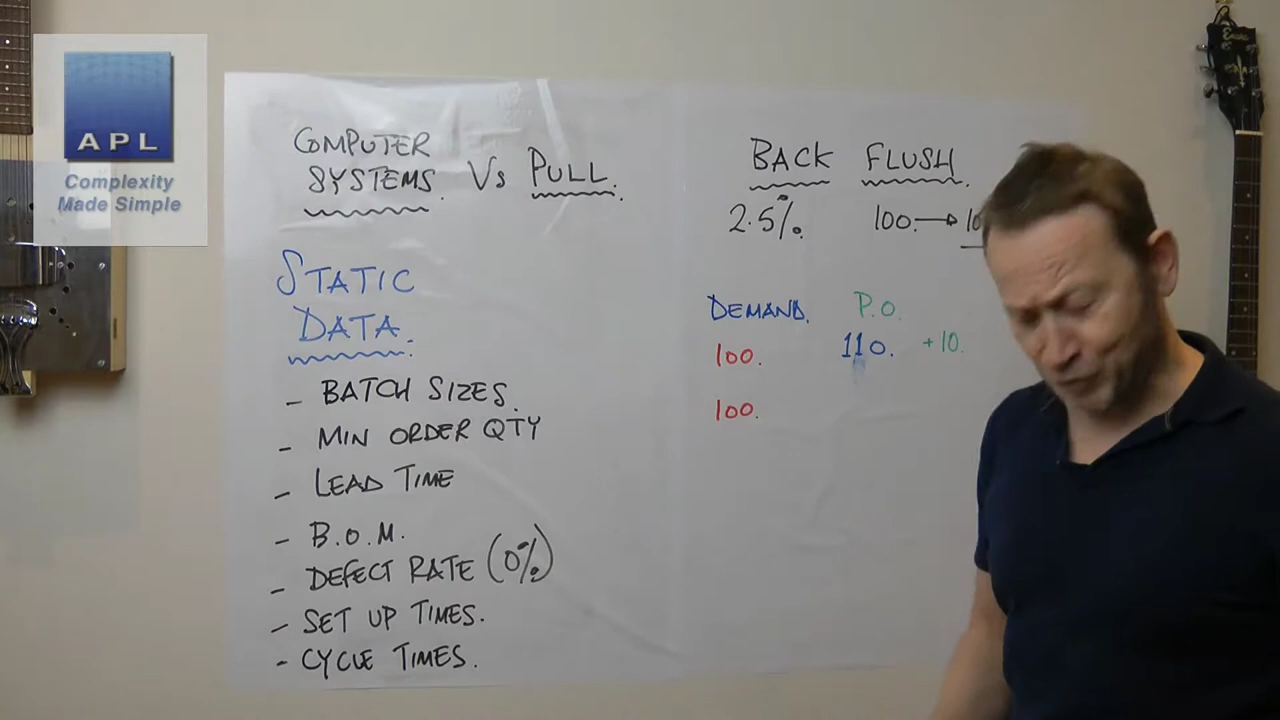 APL
Complexity
Made Simple
COMPUTER
SYSTEMS. Vs PULL.
STATIC
DATA.
- BATCH SIZES.
- MIN ORDER QTY
- LEAD TIME
- B.O.M.
- DEFECT RATE (0%)
- SET UP TIMES.
- CYCLE TIMES.
BACK FLUSH.
2.5% 100. → 10
DEMAND. P.O.
100. 110. +10.
100.